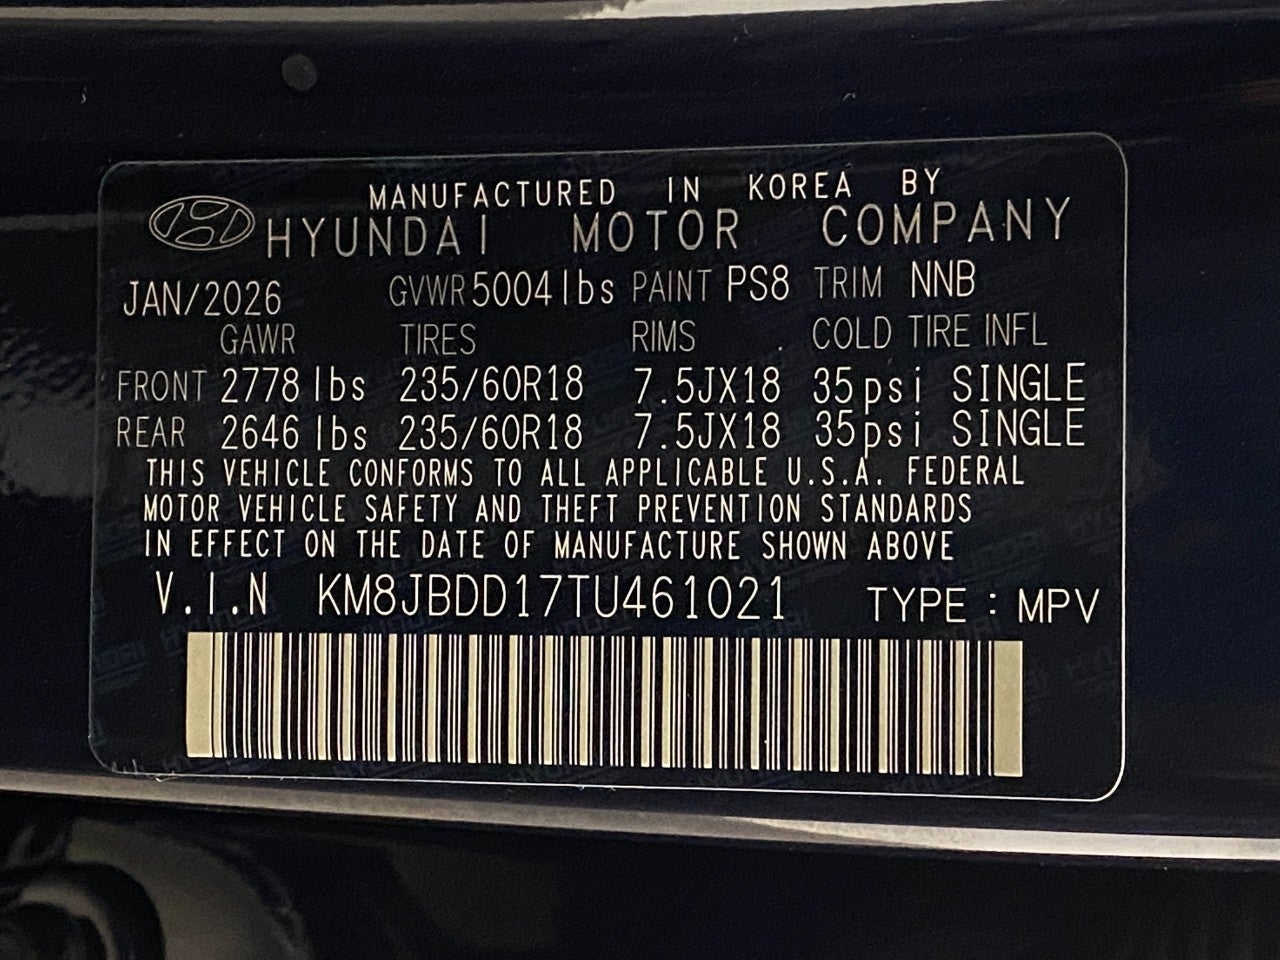 MANUFACTURED IN KOREA BY
HYUNDAI MOTOR COMPANY
JAN/2026 GVWR 5004lbs PAINT PS8 TRIM NNB
GAWR TIRES RIMS COLD TIRE INFL
FRONT 2778 lbs 235/60R18 7.5JX18 35psi SINGLE
REAR 2646 lbs 235/60R18 7.5JX18 35psi SINGLE
THIS VEHICLE CONFORMS TO ALL APPLICABLE U.S.A. FEDERAL
MOTOR VEHICLE SAFETY AND THEFT PREVENTION STANDARDS
IN EFFECT ON THE DATE OF MANUFACTURE SHOWN ABOVE
V.I.N KM8JBDD17TU461021 TYPE : MPV